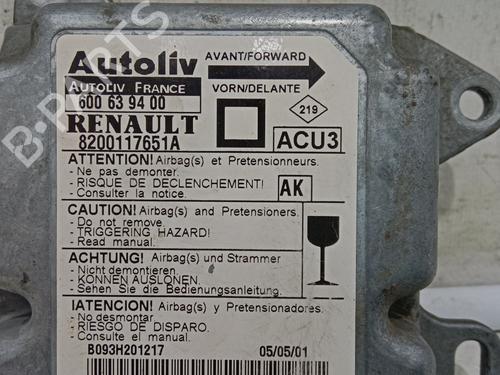 Autoliv
AVANT/FORWARD
AUTOLIV FRANCE
VORN/DELANTE
600 63 94 00
219
RENAULT
8200117651A
ACU3
ATTENTION! Airbag(s) et Pretensionneurs.
- Ne pas demonter.
- RISQUE DE DECLENCHEMENT!
- Consulter la notice.
AK
CAUTION! Airbag(s) and Pretensioners.
- Do not remove.
- TRIGGERING HAZARD!
- Read manual.
ACHTUNG! Airbag(s) und Strammer
- Nicht demontieren.
- KONNEN AUSLONEN.
- Sehen Sie die Bedienungsanleitung.
!ATENCION! Airbag(s) y Pretensionadores.
- No desmontar.
- RIESGO DE DISPARO.
- Consulte el manual.
B093H201217
05/05/01
B-PARTS